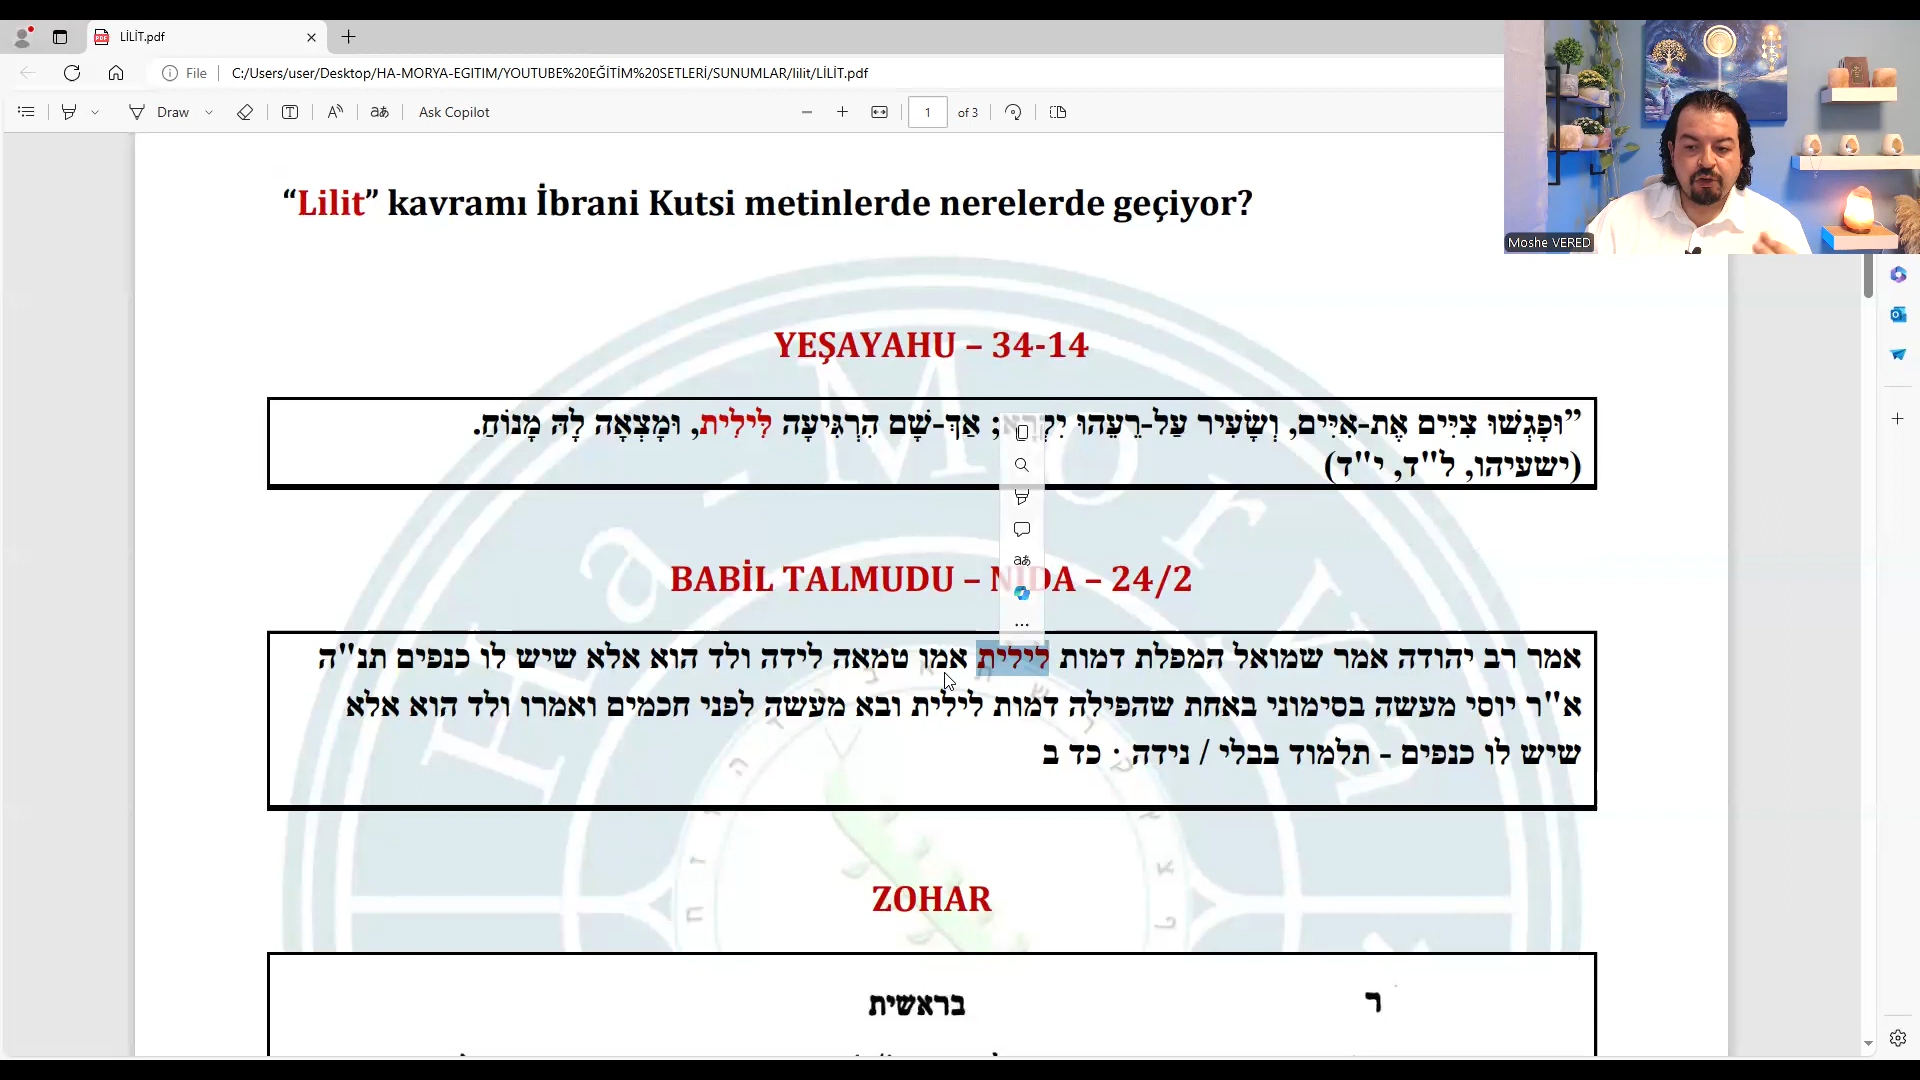 LİLİT.pdf
File
C:/Users/user/Desktop/HA-MORYA-EGITIM/YOUTUBE%20EĞİTİM%20SETLERİ/SUNUMLAR/lilit/LİLİT.pdf
Draw
Ask Copilot
1
of 3
Moshe VERED
“Lilit” kavramı İbrani Kutsi metinlerde nerelerde geçiyor?
YEŞAYAHU – 34-14
”וּפָגְשׁוּ צִיִּים אֶת-אִיִּים, וְשָׂעִיר עַל-רֵעֵהוּ יִקְרָא; אַךְ-שָׁם הִרְגִּיעָה לִּילִית, וּמָצְאָה לָהּ מָנוֹחַ.
(ישעיהו, ל"ד, י"ד)
BABİL TALMUDU – NİDA – 24/2
אמר רב יהודה אמר שמואל המפלת דמות לילית אמו טמאה לידה ולד הוא אלא שיש לו כנפים תנ"ה
א"ר יוסי מעשה בסימוני באחת שהפילה דמות לילית ובא מעשה לפני חכמים ואמרו ולד הוא אלא
שיש לו כנפים - תלמוד בבלי / נידה · כד ב
ZOHAR
ר בראשית
Ha-Morya